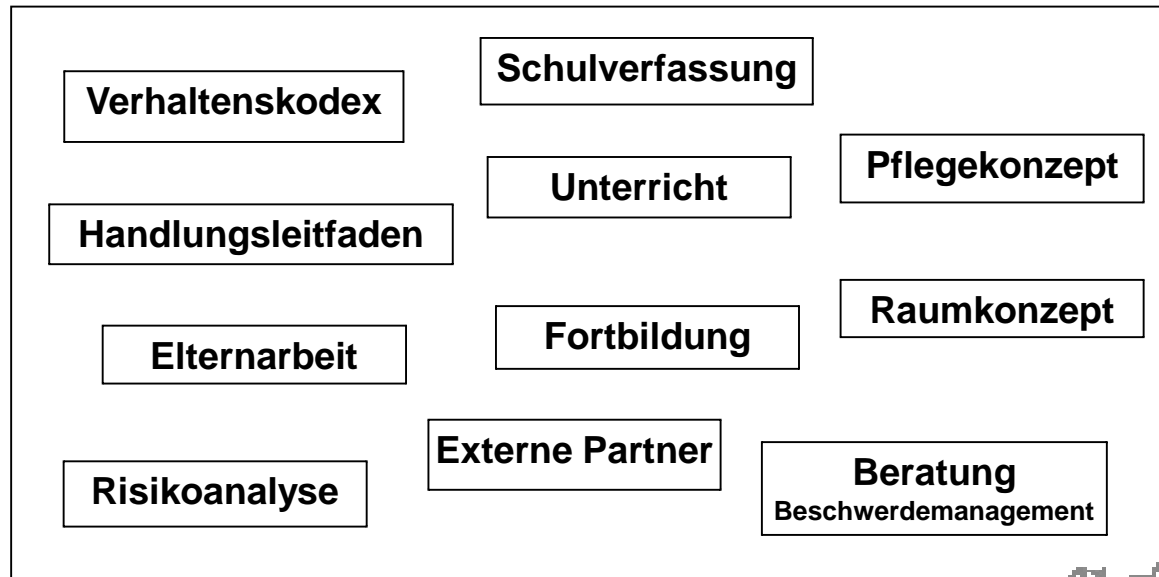 Schulverfassung
Verhaltenskodex
Pflegekonzept
Unterricht
Handlungsleitfaden
Raumkonzept
Fortbildung
Elternarbeit
Externe Partner
Beratung
Beschwerdemanagement
Risikoanalyse